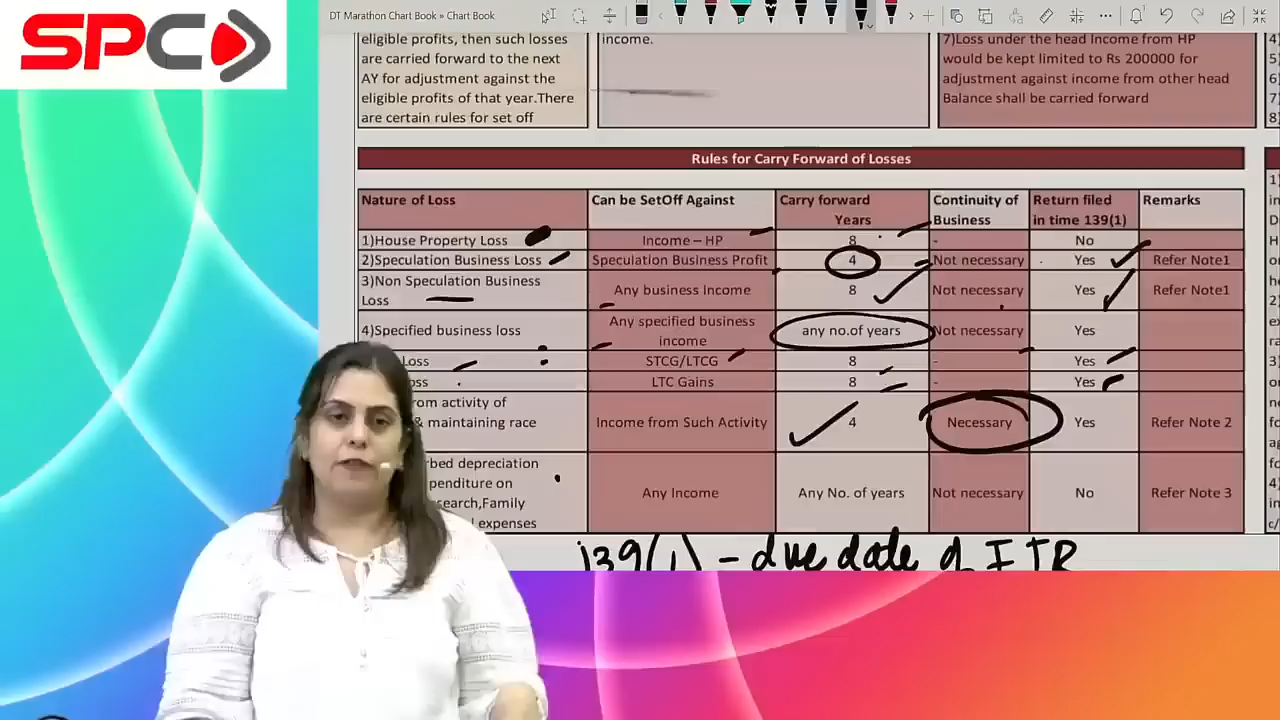 SPC
DT Marathon Chart Book » Chart Book
eligible profits, then such losses
are carried forward to the next
AY for adjustment against the
eligible profits of that year.There
are certain rules for set off
income.
7)Loss under the head Income from HP
would be kept limited to Rs 200000 for
adjustment against income from other head
Balance shall be carried forward
4)
5)
6)
7)
8)
Rules for Carry Forward of Losses
Nature of Loss Can be SetOff Against Carry forward Years Continuity of Business Return filed in time 139(1) Remarks
1)House Property Loss Income – HP 8 - No
2)Speculation Business Loss Speculation Business Profit 4 Not necessary Yes Refer Note1
3)Non Speculation Business Loss Any business Income 8 Not necessary Yes Refer Note1
4)Specified business loss Any specified business income any no.of years Not necessary Yes
Loss STCG/LTCG 8 - Yes
oss LTC Gains 8 - Yes
om activity of
& maintaining race Income from Such Activity 4 Necessary Yes Refer Note 2
rbed depreciation
penditure on
search,Family
expenses
Any Income Any No. of years Not necessary No Refer Note 3
139(1) - due date of ITR